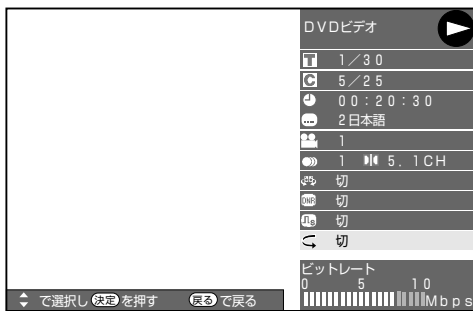 DVDビデオ
T 1／30
C 5／25
00：20：30
2日本語
1
1 5．1CH
切
DNR 切
B 切
切
ビットレート
0 5 10
Mbps
で選択し 決定 を押す 戻る で戻る